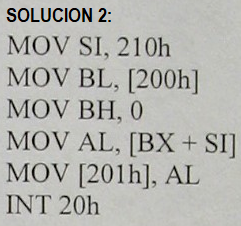 SOLUCION 2:
MOV SI, 210h
MOV BL, [200h]
MOV BH, 0
MOV AL, [BX + SI]
MOV [201h], AL
INT 20h